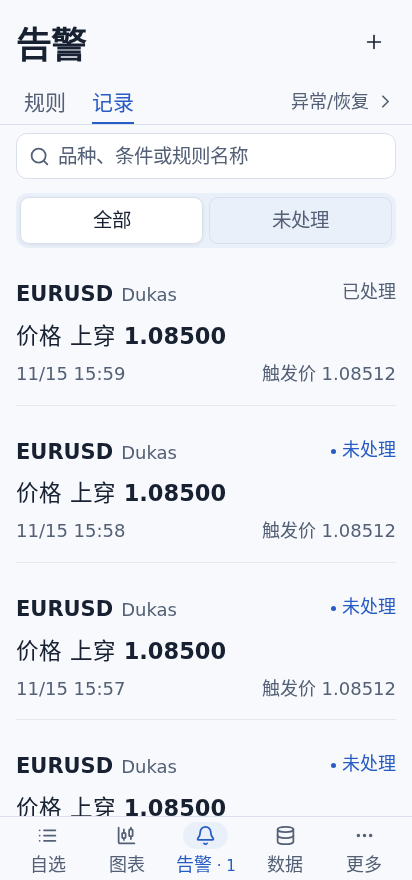 告警
规则 记录 异常/恢复
品种、条件或规则名称
全部 未处理
EURUSD Dukas 已处理
价格 上穿 1.08500
11/15 15:59 触发价 1.08512
EURUSD Dukas • 未处理
价格 上穿 1.08500
11/15 15:58 触发价 1.08512
EURUSD Dukas • 未处理
价格 上穿 1.08500
11/15 15:57 触发价 1.08512
EURUSD Dukas • 未处理
价格 上穿 1.08500
自选 图表 告警 · 1 数据 更多